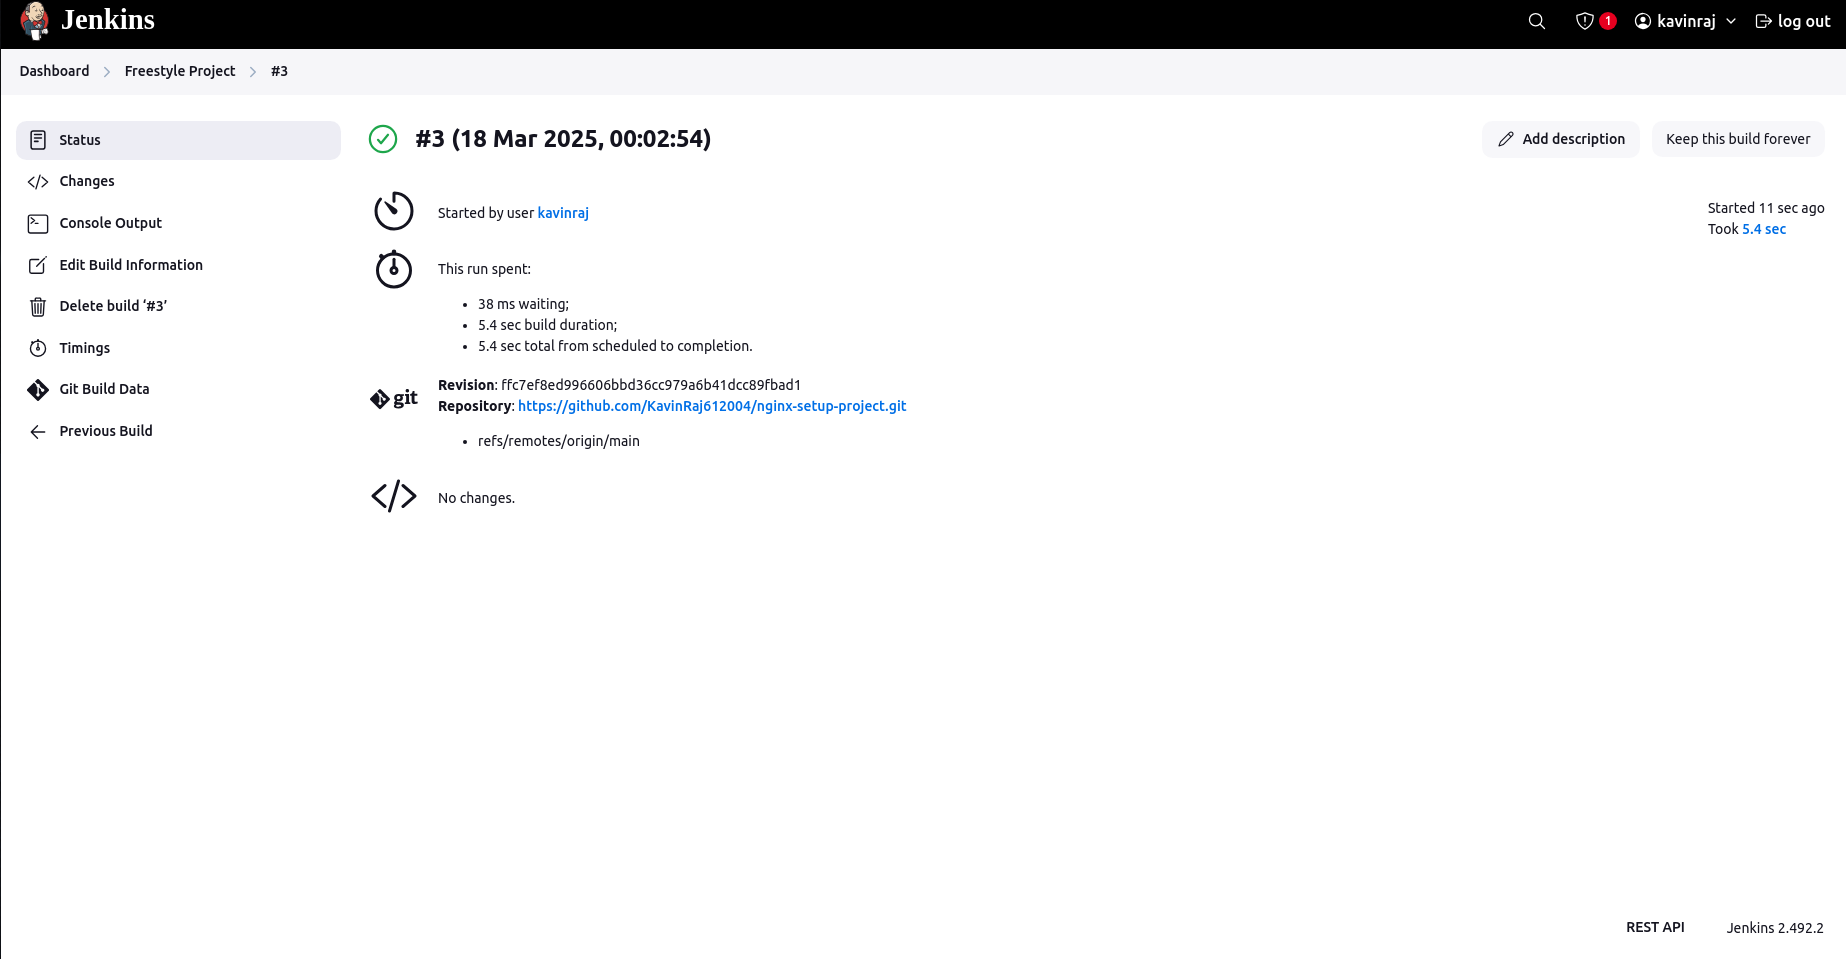 Jenkins
1
kavinraj
log out
Dashboard
Freestyle Project
#3
Status
Changes
Console Output
Edit Build Information
Delete build ‘#3’
Timings
Git Build Data
Previous Build
#3 (18 Mar 2025, 00:02:54)
Add description
Keep this build forever
Started by user kavinraj
Started 11 sec ago
Took 5.4 sec
This run spent:
38 ms waiting;
5.4 sec build duration;
5.4 sec total from scheduled to completion.
git
Revision: ffc7ef8ed996606bbd36cc979a6b41dcc89fbad1
Repository: https://github.com/KavinRaj612004/nginx-setup-project.git
refs/remotes/origin/main
No changes.
REST API
Jenkins 2.492.2